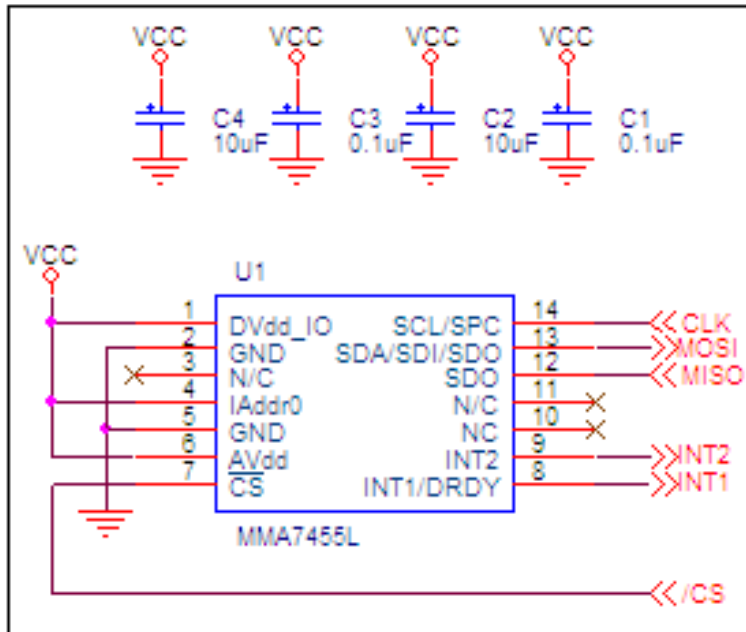 VCC VCC VCC VCC
C4 C3 C2 C1
10uF 0.1uF 10uF 0.1uF
VCC
U1
1 DVdd_IO SCL/SPC 14 CLK
2 GND SDA/SDI/SDO 13 MOSI
3 N/C SDO 12 MISO
4 IAddr0 N/C 11
5 GND NC 10
6 AVdd INT2 9 INT2
7 CS INT1/DRDY 8 INT1
MMA7455L
/CS